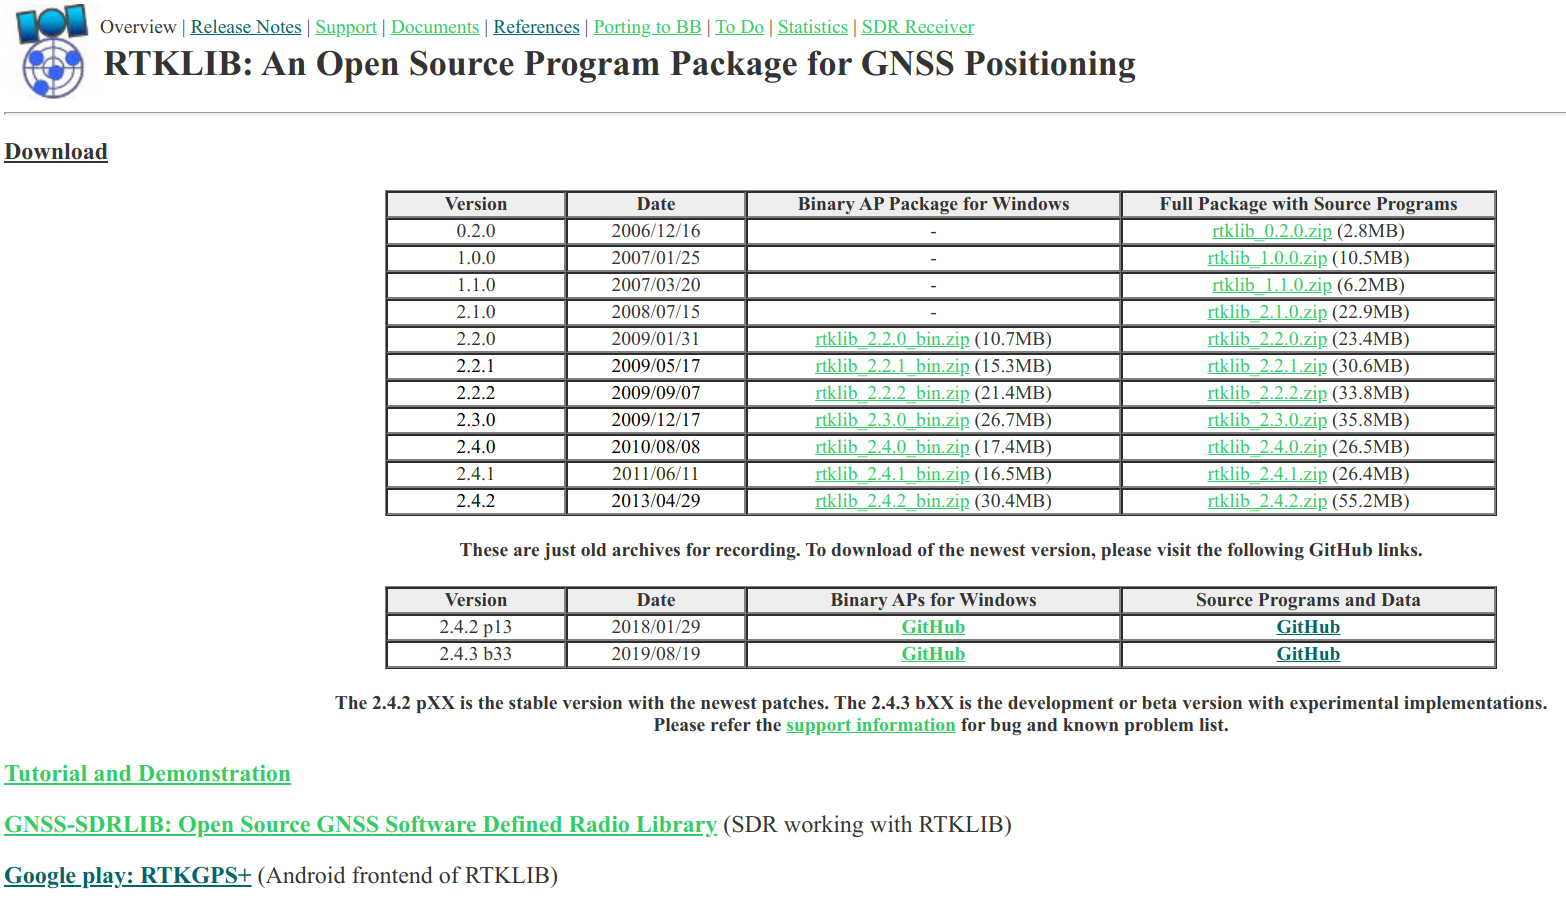 Overview | Release Notes | Support | Documents | References | Porting to BB | To Do | Statistics | SDR Receiver
RTKLIB: An Open Source Program Package for GNSS Positioning
Download
Version Date Binary AP Package for Windows Full Package with Source Programs
0.2.0 2006/12/16 - rtklib_0.2.0.zip (2.8MB)
1.0.0 2007/01/25 - rtklib_1.0.0.zip (10.5MB)
1.1.0 2007/03/20 - rtklib_1.1.0.zip (6.2MB)
2.1.0 2008/07/15 - rtklib_2.1.0.zip (22.9MB)
2.2.0 2009/01/31 rtklib_2.2.0_bin.zip (10.7MB) rtklib_2.2.0.zip (23.4MB)
2.2.1 2009/05/17 rtklib_2.2.1_bin.zip (15.3MB) rtklib_2.2.1.zip (30.6MB)
2.2.2 2009/09/07 rtklib_2.2.2_bin.zip (21.4MB) rtklib_2.2.2.zip (33.8MB)
2.3.0 2009/12/17 rtklib_2.3.0_bin.zip (26.7MB) rtklib_2.3.0.zip (35.8MB)
2.4.0 2010/08/08 rtklib_2.4.0_bin.zip (17.4MB) rtklib_2.4.0.zip (26.5MB)
2.4.1 2011/06/11 rtklib_2.4.1_bin.zip (16.5MB) rtklib_2.4.1.zip (26.4MB)
2.4.2 2013/04/29 rtklib_2.4.2_bin.zip (30.4MB) rtklib_2.4.2.zip (55.2MB)
These are just old archives for recording. To download of the newest version, please visit the following GitHub links.
Version Date Binary APs for Windows Source Programs and Data
2.4.2 p13 2018/01/29 GitHub GitHub
2.4.3 b33 2019/08/19 GitHub GitHub
The 2.4.2 pXX is the stable version with the newest patches. The 2.4.3 bXX is the development or beta version with experimental implementations.
Please refer the support information for bug and known problem list.
Tutorial and Demonstration
GNSS-SDRLIB: Open Source GNSS Software Defined Radio Library (SDR working with RTKLIB)
Google play: RTKGPS+ (Android frontend of RTKLIB)